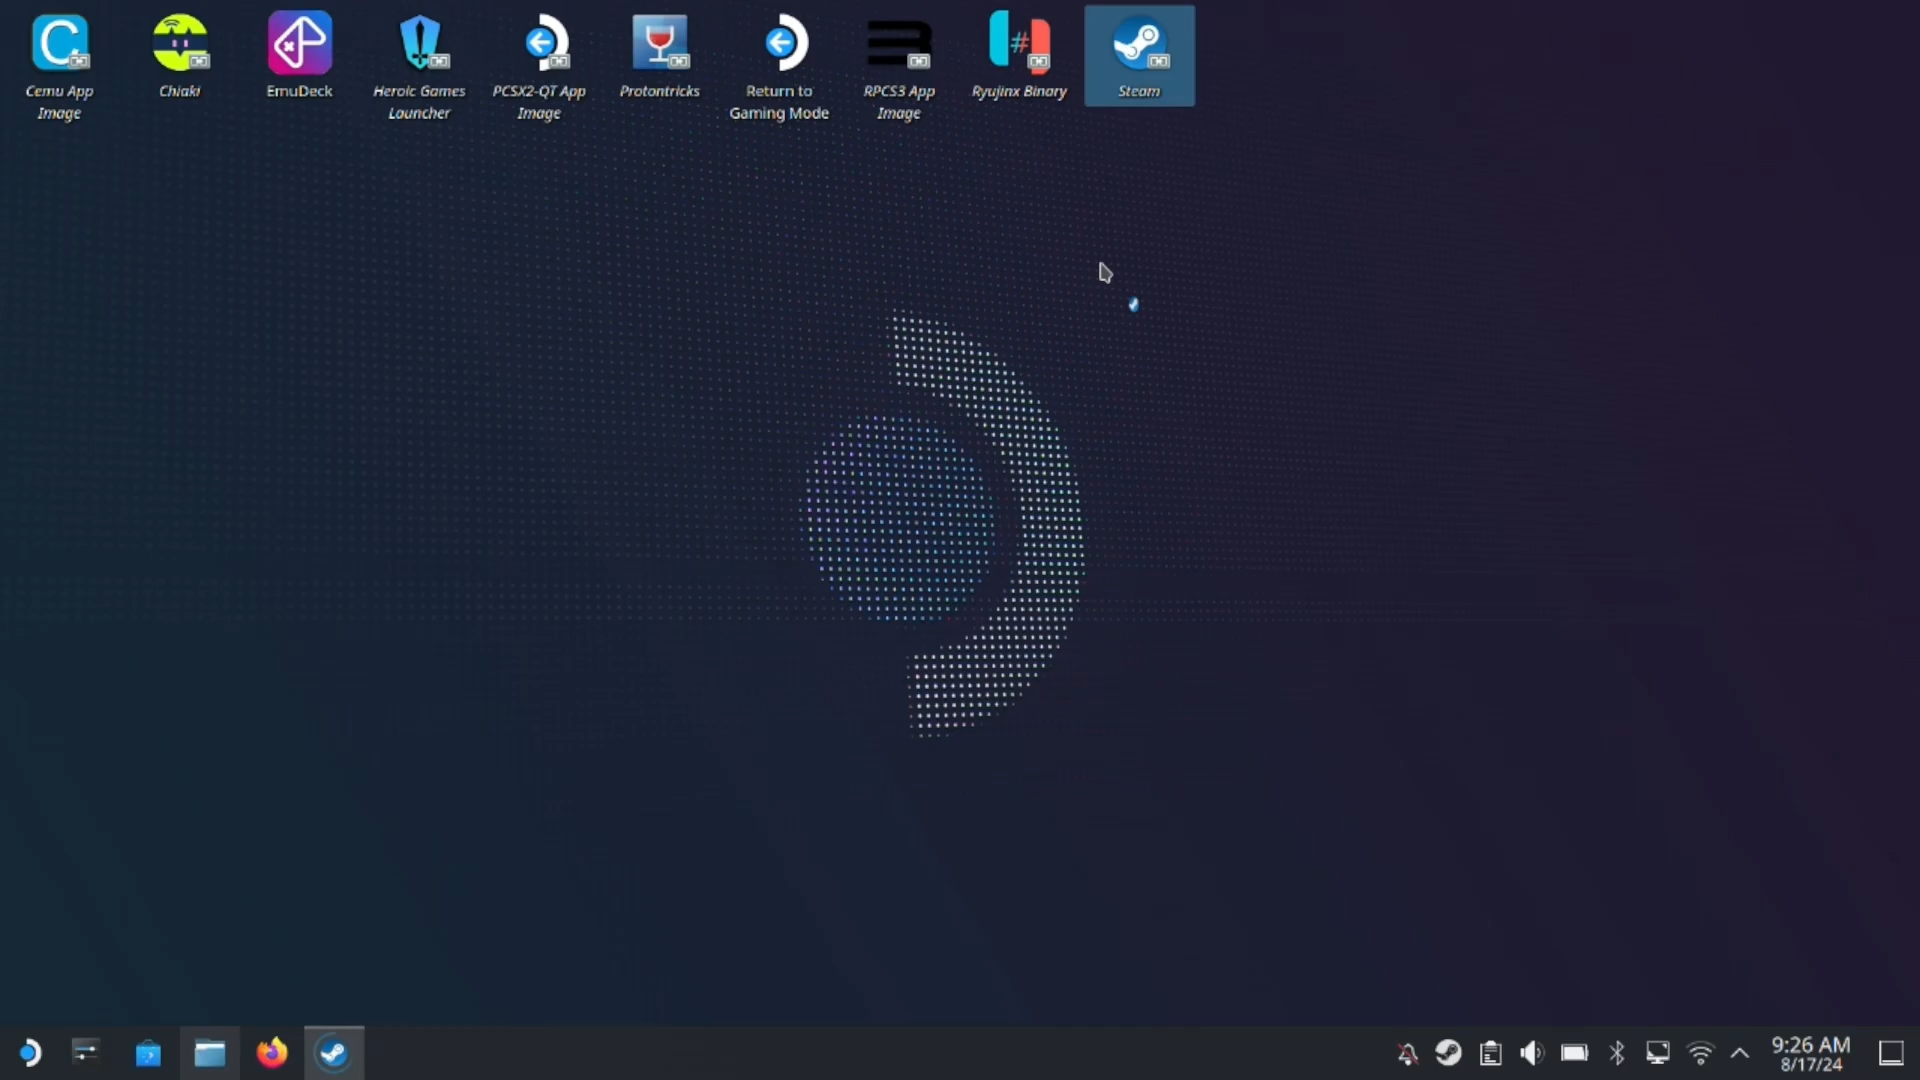 Cemu App
Image
Chiaki
EmuDeck
Heroic Games
Launcher
PCSX2-QT App
Image
Protontricks
Return to
Gaming Mode
RPCS3 App
Image
Ryujinx Binary
Steam
9:26 AM
8/17/24